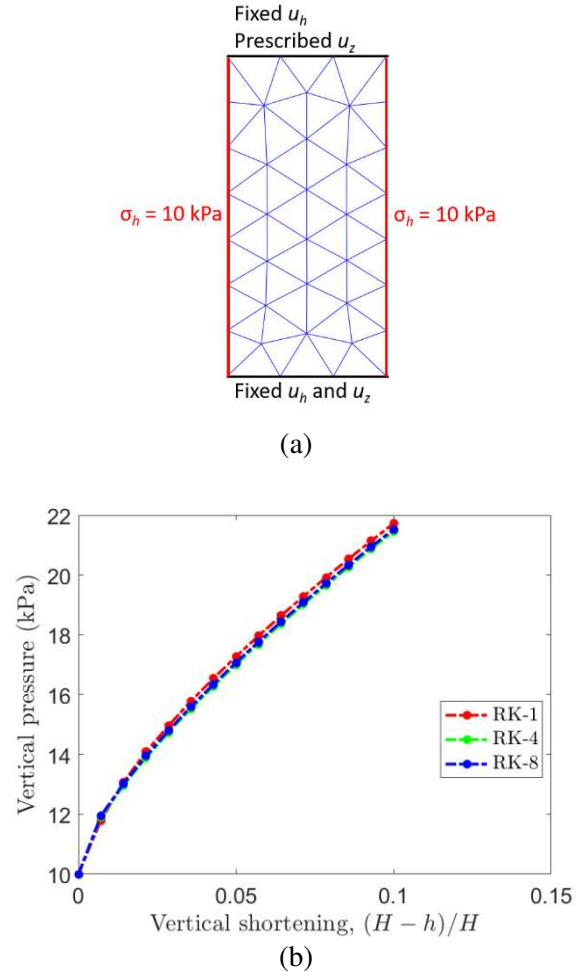 Fixed u_h
Prescribed u_z
σ_h = 10 kPa
σ_h = 10 kPa
Fixed u_h and u_z
(a)
22
20
18
16
14
12
10
Vertical pressure (kPa)
RK-1
RK-4
RK-8
0
0.05
0.1
0.15
Vertical shortening, (H − h)/H
(b)